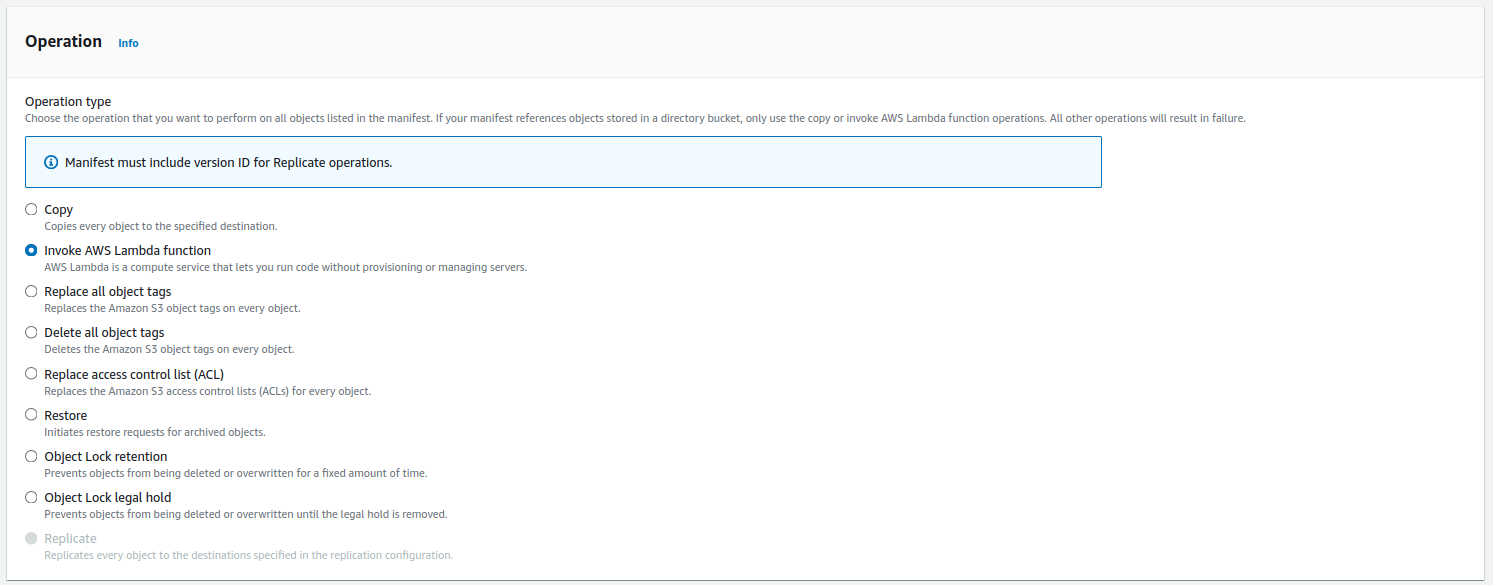 Operation Info
Operation type
Choose the operation that you want to perform on all objects listed in the manifest. If your manifest references objects stored in a directory bucket, only use the copy or invoke AWS Lambda function operations. All other operations will result in failure.
Manifest must include version ID for Replicate operations.
Copy
Copies every object to the specified destination.
Invoke AWS Lambda function
AWS Lambda is a compute service that lets you run code without provisioning or managing servers.
Replace all object tags
Replaces the Amazon S3 object tags on every object.
Delete all object tags
Deletes the Amazon S3 object tags on every object.
Replace access control list (ACL)
Replaces the Amazon S3 access control lists (ACLs) for every object.
Restore
Initiates restore requests for archived objects.
Object Lock retention
Prevents objects from being deleted or overwritten for a fixed amount of time.
Object Lock legal hold
Prevents objects from being deleted or overwritten until the legal hold is removed.
Replicate
Replicates every object to the destinations specified in the replication configuration.